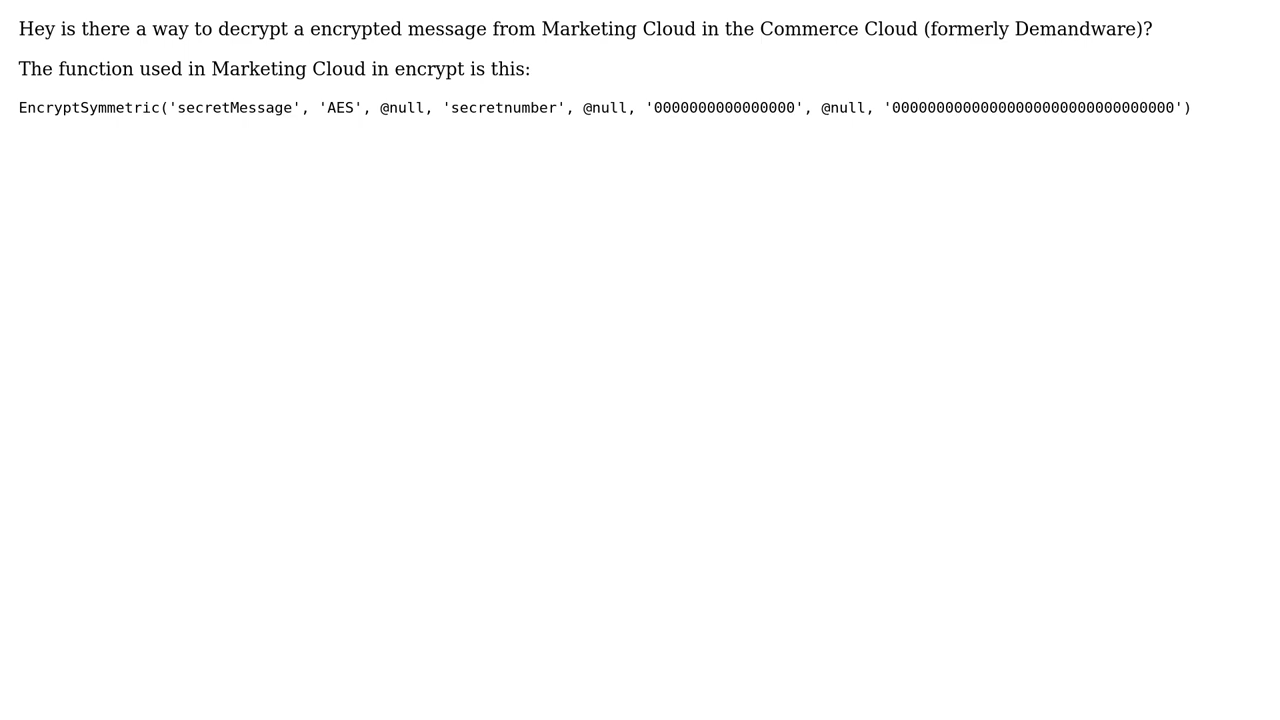 Hey is there a way to decrypt a encrypted message from Marketing Cloud in the Commerce Cloud (formerly Demandware)?
The function used in Marketing Cloud in encrypt is this:
EncryptSymmetric('secretMessage', 'AES', @null, 'secretnumber', @null, '0000000000000000', @null, '00000000000000000000000000000000')